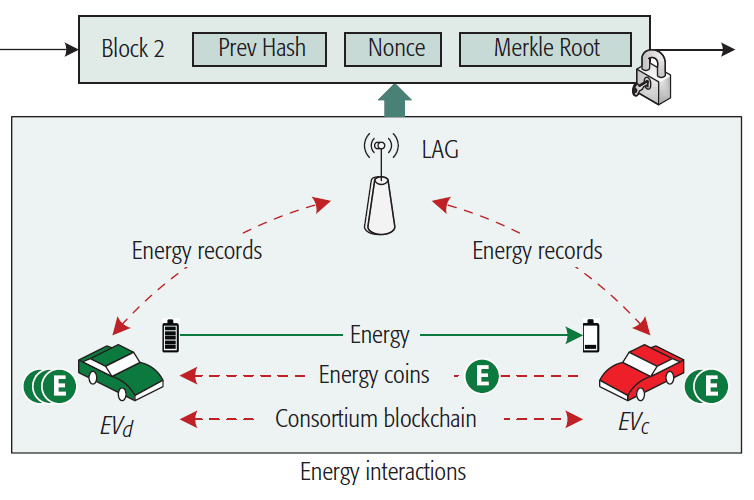 Block 2
Prev Hash
Nonce
Merkle Root
LAG
Energy records
Energy records
Energy
E
Energy coins
E
E
EVd
Consortium blockchain
EVc
Energy interactions